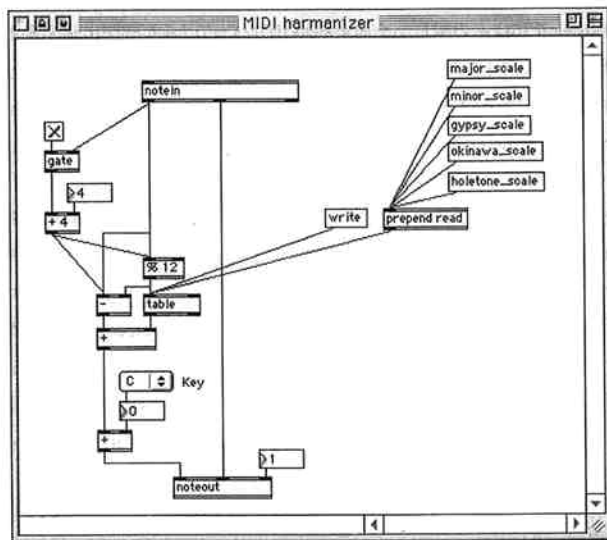 MIDI harmanizer
notein
major_scale
minor_scale
gypsy_scale
okinawa_scale
holetone_scale
gate
4
+ 4
write
prepend read
% 12
-
table
+
C
Key
0
+
1
noteout